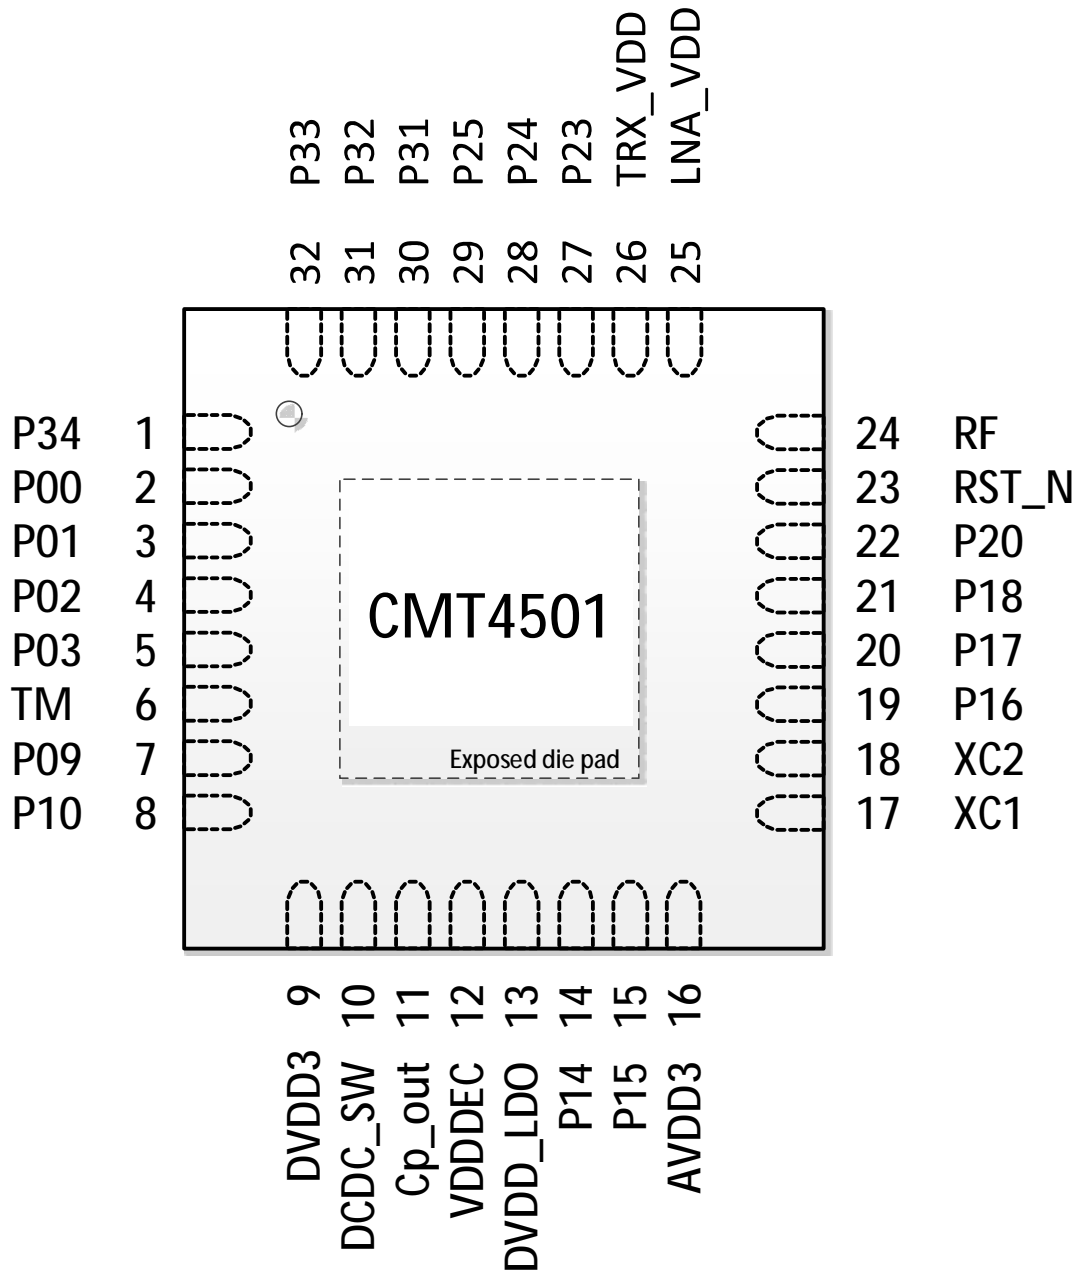 P33 P32 P31 P25 P24 P23 TRX_VDD LNA_VDD
32 31 30 29 28 27 26 25
P34 1
P00 2
P01 3
P02 4
P03 5
TM 6
P09 7
P10 8
CMT4501
Exposed die pad
24 RF
23 RST_N
22 P20
21 P18
20 P17
19 P16
18 XC2
17 XC1
9 10 11 12 13 14 15 16
DVDD3 DCDC_SW Cp_out VDDDEC DVDD_LDO P14 P15 AVDD3